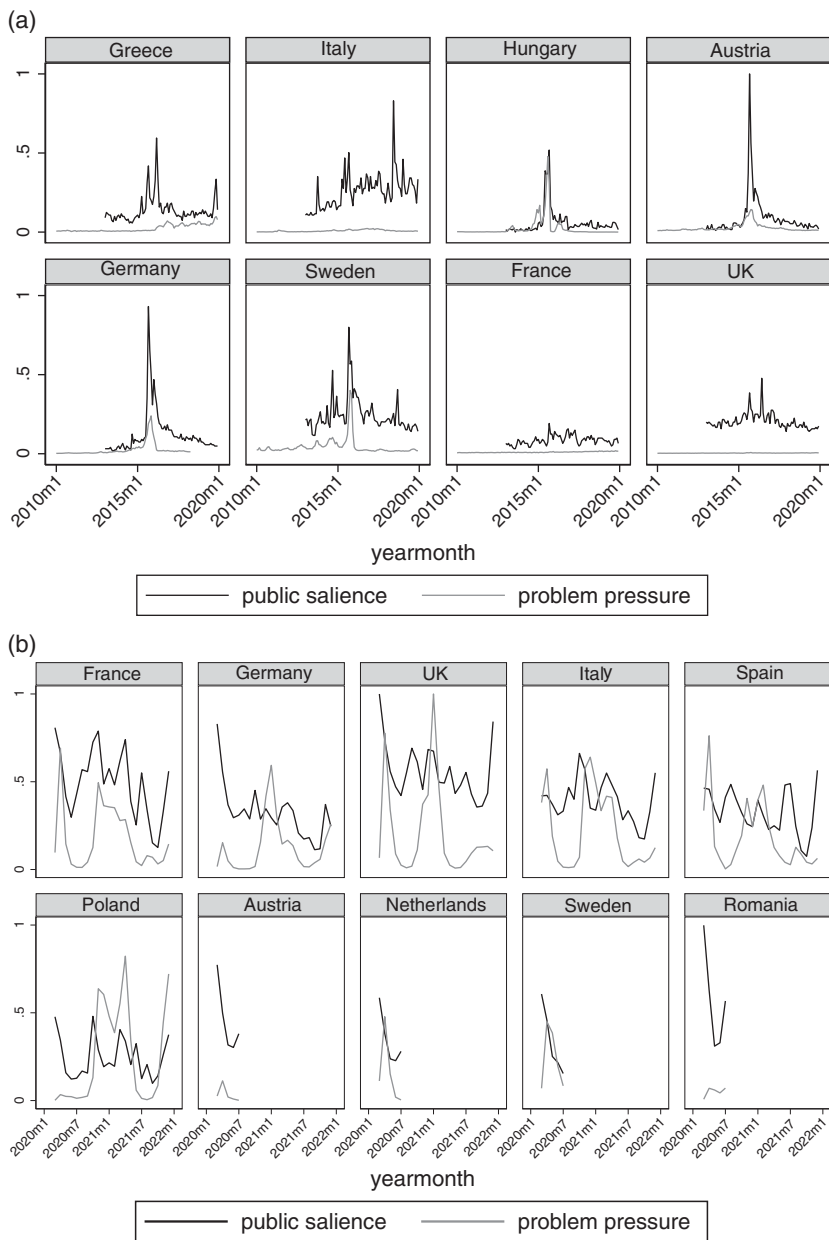 (a)
Greece Italy Hungary Austria
1
.5
0
Germany Sweden France UK
1
.5
0
2010m1 2015m1 2020m1 2010m1 2015m1 2020m1 2010m1 2015m1 2020m1 2010m1 2015m1 2020m1
yearmonth
public salience problem pressure
(b)
France Germany UK Italy Spain
1
.5
0
Poland Austria Netherlands Sweden Romania
1
.5
0
2020m1 2020m7 2021m1 2021m7 2022m1 2020m1 2020m7 2021m1 2021m7 2022m1 2020m1 2020m7 2021m1 2021m7 2022m1 2020m1 2020m7 2021m1 2021m7 2022m1 2020m1 2020m7 2021m1 2021m7 2022m1
yearmonth
public salience problem pressure